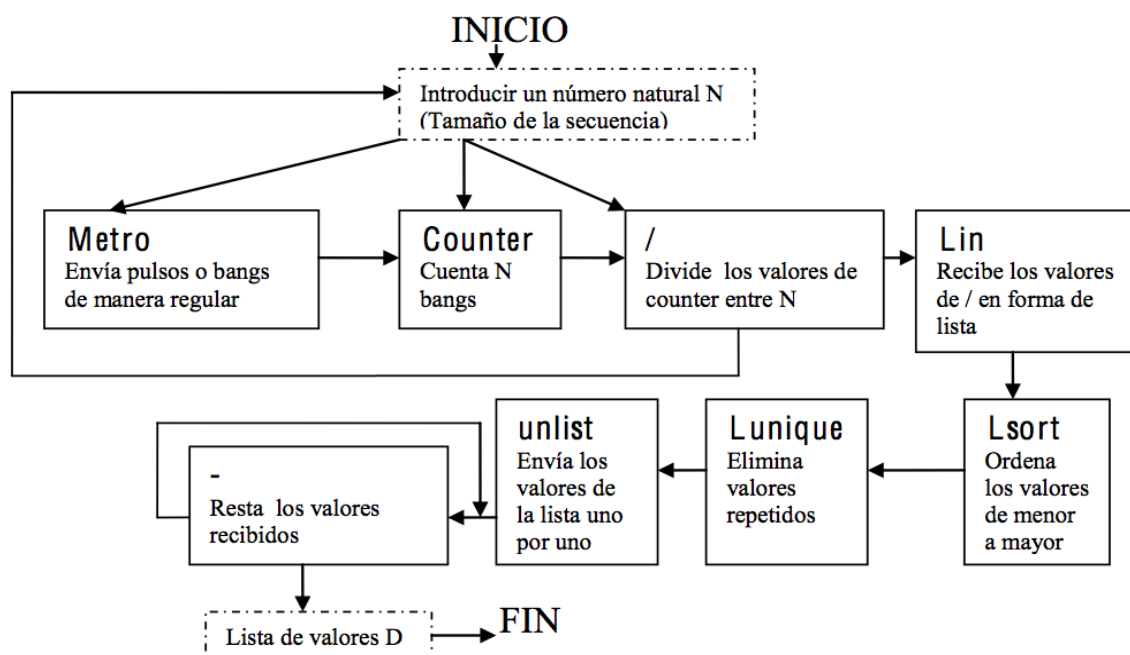 INICIO
Introducir un número natural N
(Tamaño de la secuencia)
Metro
Envía pulsos o bangs
de manera regular
Counter
Cuenta N
bangs
/
Divide los valores de
counter entre N
Lin
Recibe los valores
de / en forma de
lista
unlist
Envía los
valores de
la lista uno
por uno
Lunique
Elimina
valores
repetidos
Lsort
Ordena
los valores
de menor
a mayor
-
Resta los valores
recibidos
Lista de valores D
FIN